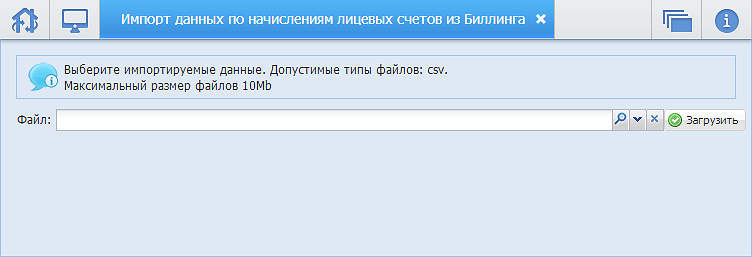 Импорт данных по начислениям лицевых счетов из Биллинга
Выберите импортируемые данные. Допустимые типы файлов: csv.
Максимальный размер файлов 10Mb
Файл:
Загрузить